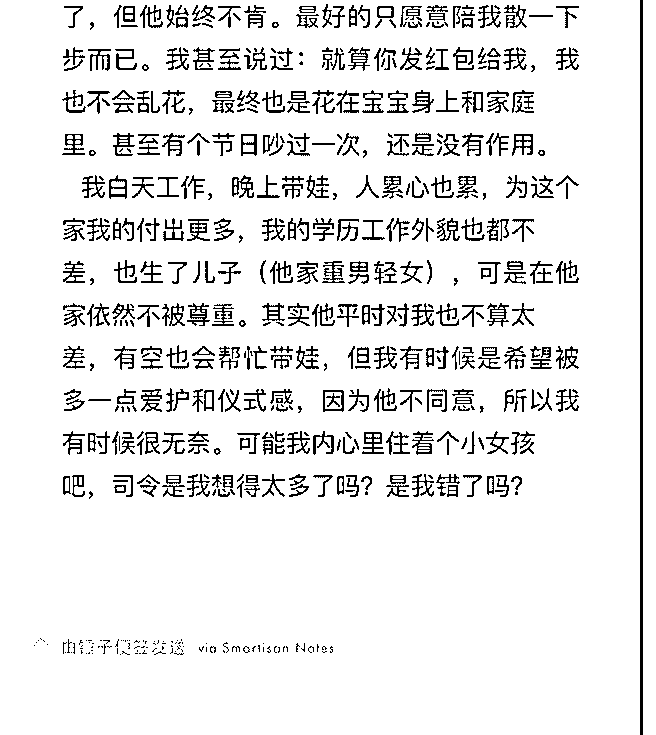 了，但他始终不肯。最好的只愿意陪我散一下
步而已。我甚至说过：就算你发红包给我，我
也不会乱花，最终也是花在宝宝身上和家庭
里。甚至有个节日吵过一次，还是没有作用。
我白天工作，晚上带娃，人累心也累，为这个
家我的付出更多，我的学历工作外貌也都不
差，也生了儿子（他家重男轻女），可是在他
家依然不被尊重。其实他平时对我也不算太
差，有空也会帮忙带娃，但我有时候是希望被
多一点爱护和仪式感，因为他不同意，所以我
有时候很无奈。可能我内心里住着个小女孩
吧，司令是我想得太多了吗？是我错了吗？
由锤子便签发送 via Smartisan Notes